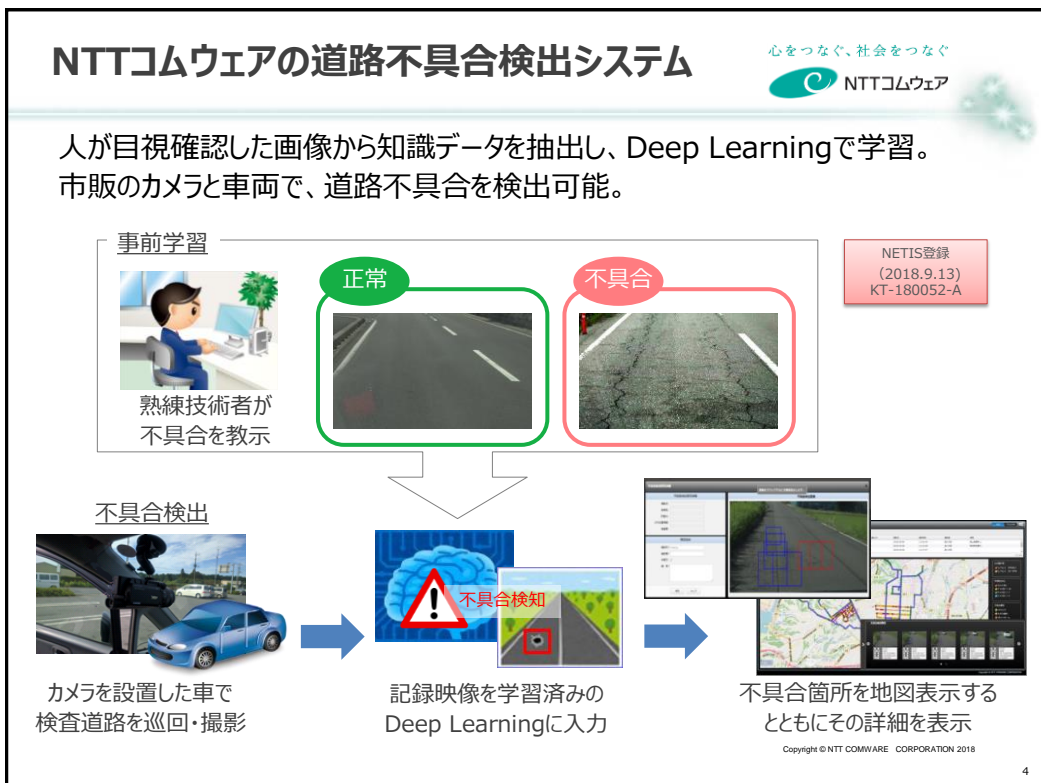 NTTコムウェアの道路不具合検出システム
心をつなぐ、社会をつなぐ
NTTコムウェア
人が目視確認した画像から知識データを抽出し、Deep Learningで学習。
市販のカメラと車両で、道路不具合を検出可能。
事前学習
正常
不具合
NETIS登録
(2018.9.13)
KT-180052-A
熟練技術者が
不具合を教示
不具合検出
不具合検知
カメラを設置した車で
検査道路を巡回・撮影
記録映像を学習済みの
Deep Learningに入力
不具合箇所を地図表示する
とともにその詳細を表示
Copyright © NTT COMWARE CORPORATION 2018
4